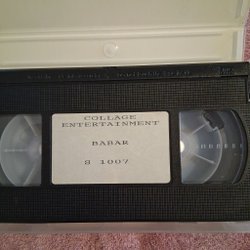 COLLAGE
ENTERTAINMENT
BABAR
S 1007